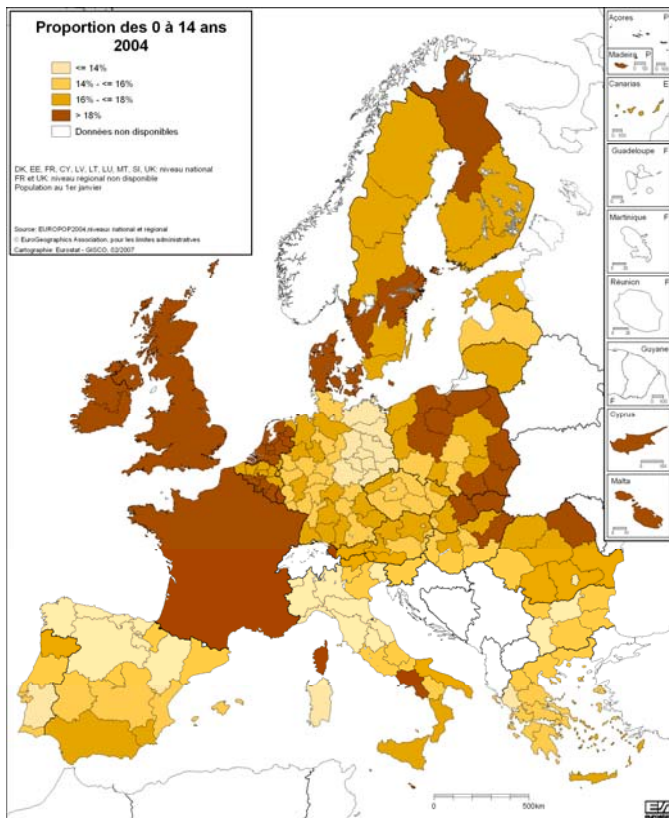 Proportion des 0 à 14 ans
2004
<= 14%
14% - <= 16%
16% - <= 18%
> 18%
Données non disponibles
DK, EE, FR, CY, LV, LT, LU, MT, SI, UK: niveau national
FR et UK: niveau régional non disponible
Population au 1er janvier
Source: EUROPOP2004,niveaux national et régional
© EuroGeographics Association, pour les limites administratives
Cartographie: Eurostat - GISCO, 02/2007
Açores P
Madeira P
Canarias E
Guadeloupe F
Martinique F
Réunion F
Guyane
F
Cyprus
Malta
0 500km